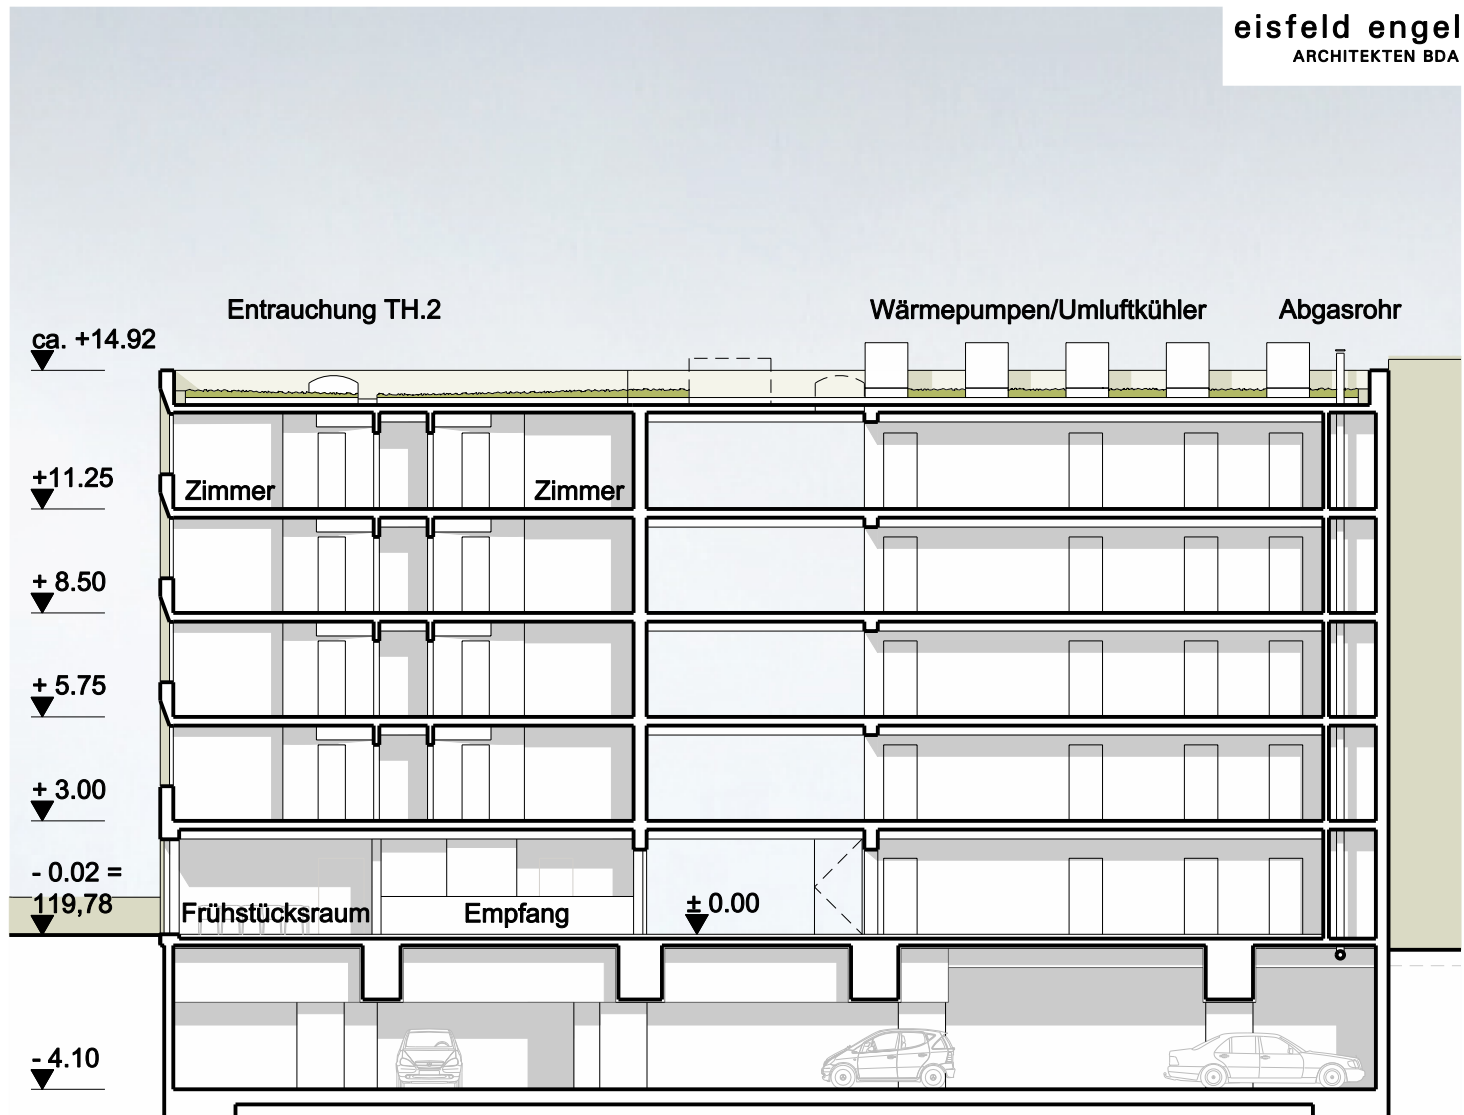 eisfeld engel
ARCHITEKTEN BDA
Entrauchung TH.2
Wärmepumpen/Umluftkühler
Abgasrohr
ca. +14.92
+11.25
Zimmer
Zimmer
+ 8.50
+ 5.75
+ 3.00
- 0.02 =
119,78
Frühstücksraum
Empfang
± 0.00
- 4.10